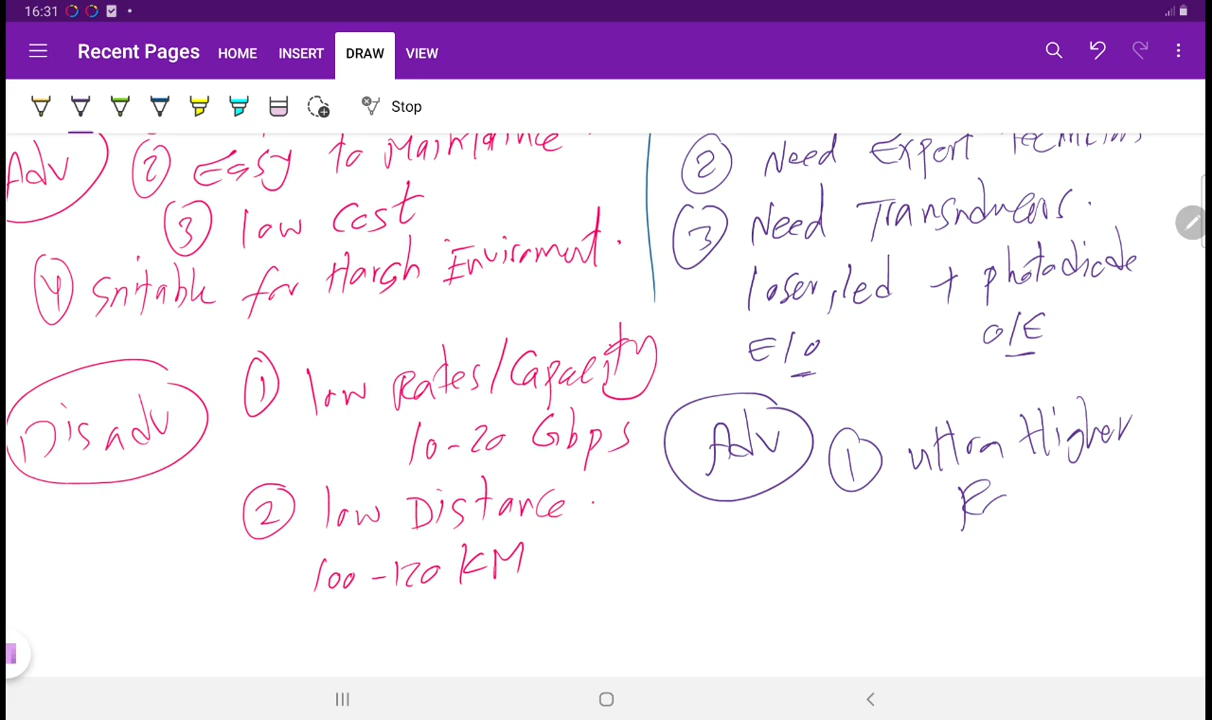 16:31
Recent Pages HOME INSERT DRAW VIEW
Stop
Adv
② Easy to Maintaince
③ low Cost
④ Suitable for Hargh Enviroment.
Disadv
① low Rates/Capacity
10-20 Gbps
② low Distance.
100-120 KM
② Need Expert
③ Need
laser, led + photodiode
E/O O/E
Adv ① ultra Higher
R